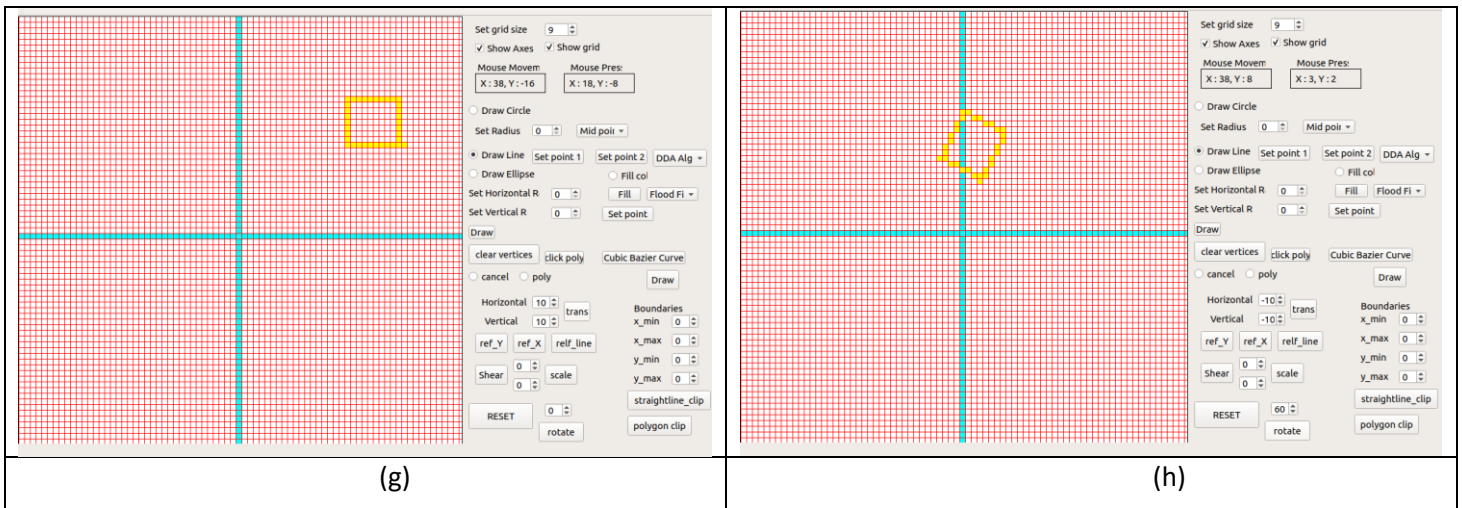 Set grid size 9
Show Axes Show grid
Mouse Movem Mouse Pres:
X : 38, Y : -16 X : 18, Y : -8
Draw Circle
Set Radius 0 Mid poir
Draw Line Set point 1 Set point 2 DDA Alg
Draw Ellipse Fill col
Set Horizontal R 0 Fill Flood Fi
Set Vertical R 0 Set point
Draw
clear vertices click poly Cubic Bazier Curve
cancel poly Draw
Horizontal 10 trans Boundaries
Vertical 10 x_min 0
ref_Y ref_X relf_line x_max 0
Shear 0 scale y_min 0
0 y_max 0
straightline_clip
RESET 0 polygon clip
rotate
(g)
Set grid size 9
Show Axes Show grid
Mouse Movem Mouse Pres:
X : 38, Y : 8 X : 3, Y : 2
Draw Circle
Set Radius 0 Mid poir
Draw Line Set point 1 Set point 2 DDA Alg
Draw Ellipse Fill col
Set Horizontal R 0 Fill Flood Fi
Set Vertical R 0 Set point
Draw
clear vertices click poly Cubic Bazier Curve
cancel poly Draw
Horizontal -10 trans Boundaries
Vertical -10 x_min 0
ref_Y ref_X relf_line x_max 0
Shear 0 scale y_min 0
0 y_max 0
straightline_clip
RESET 60 polygon clip
rotate
(h)